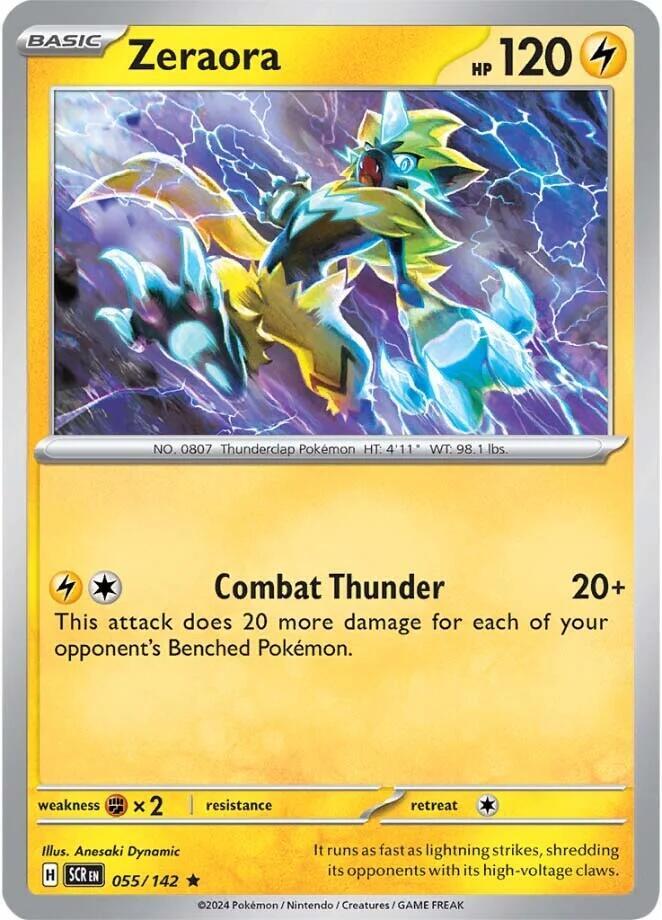 BASIC
Zeraora
HP 120
NO. 0807 Thunderclap Pokémon HT: 4'11" WT: 98.1 lbs.
Combat Thunder 20+
This attack does 20 more damage for each of your
opponent's Benched Pokémon.
weakness ×2 resistance retreat
Illus. Anesaki Dynamic
H SCR EN 055/142 ★
It runs as fast as lightning strikes, shredding
its opponents with its high-voltage claws.
©2024 Pokémon / Nintendo / Creatures / GAME FREAK